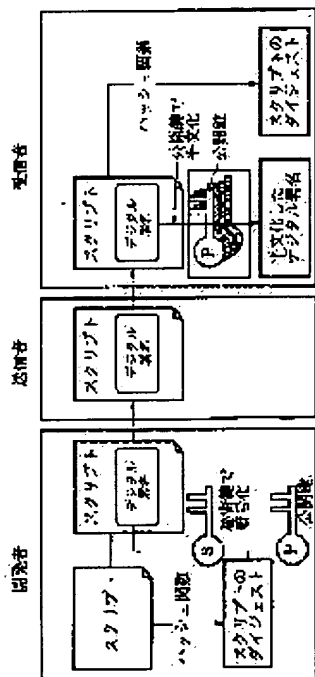 開発者
スクリプト
ハッシュ関数
スクリプトの
ダイジェスト
スクリプト
デジタル
署名
S
秘密鍵で
暗号化
P
公開鍵
送信者
スクリプト
デジタル
署名
受信者
スクリプト
デジタル
署名
ハッシュ関数
公開鍵で
平文化
P
公開鍵
平文化した
デジタル署名
スクリプトの
ダイジェスト